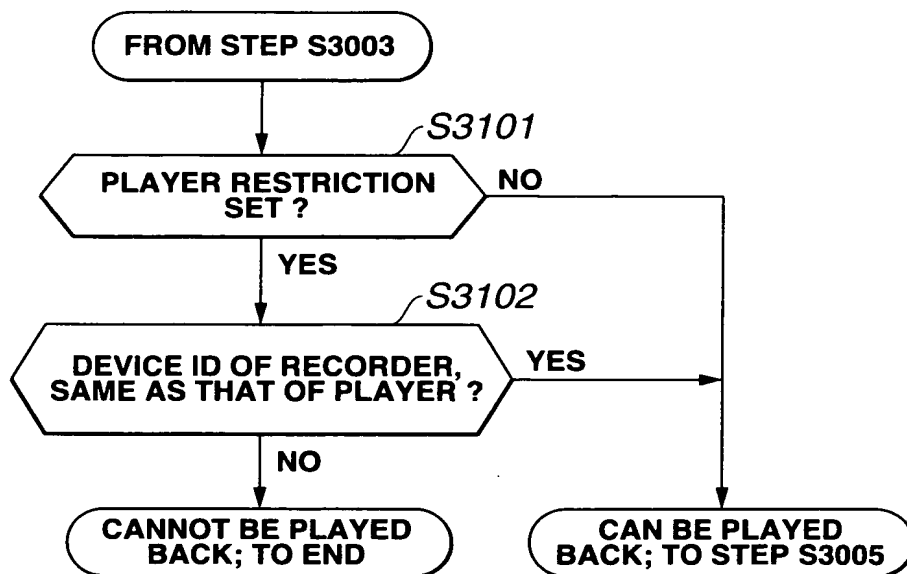 FROM STEP S3003
S3101
PLAYER RESTRICTION
SET ?
NO
YES
S3102
DEVICE ID OF RECORDER,
SAME AS THAT OF PLAYER ?
YES
NO
CANNOT BE PLAYED
BACK; TO END
CAN BE PLAYED
BACK; TO STEP S3005